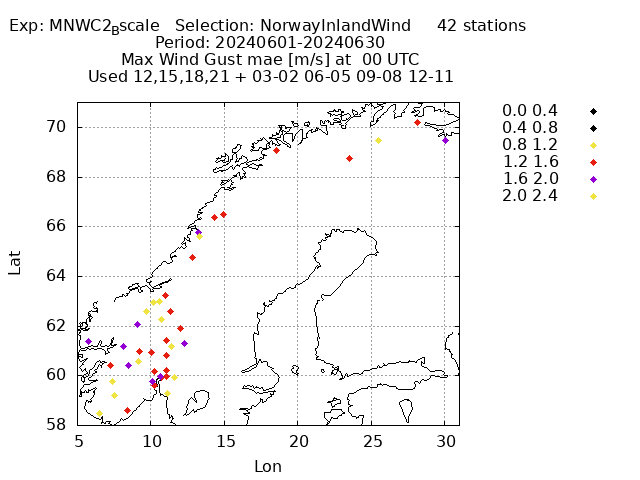 Exp: MNWC2Bscale   Selection: NorwayInlandWind     42 stations
Period: 20240601-20240630
Max Wind Gust mae [m/s] at  00 UTC
Used 12,15,18,21 + 03-02 06-05 09-08 12-11
0.0 0.4
0.4 0.8
0.8 1.2
1.2 1.6
1.6 2.0
2.0 2.4
70
68
66
64
62
60
58
Lat
5 10 15 20 25 30
Lon